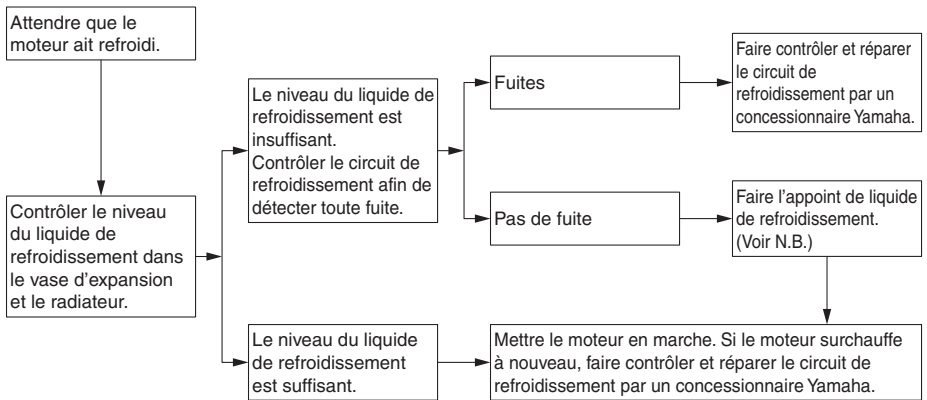 Attendre que le
moteur ait refroidi.
Contrôler le niveau
du liquide de
refroidissement dans
le vase d’expansion
et le radiateur.
Le niveau du liquide de
refroidissement est
insuffisant.
Contrôler le circuit de
refroidissement afin de
détecter toute fuite.
Fuites
Faire contrôler et réparer
le circuit de
refroidissement par un
concessionnaire Yamaha.
Pas de fuite
Faire l’appoint de liquide
de refroidissement.
(Voir N.B.)
Le niveau du liquide
de refroidissement
est suffisant.
Mettre le moteur en marche. Si le moteur surchauffe
à nouveau, faire contrôler et réparer le circuit de
refroidissement par un concessionnaire Yamaha.